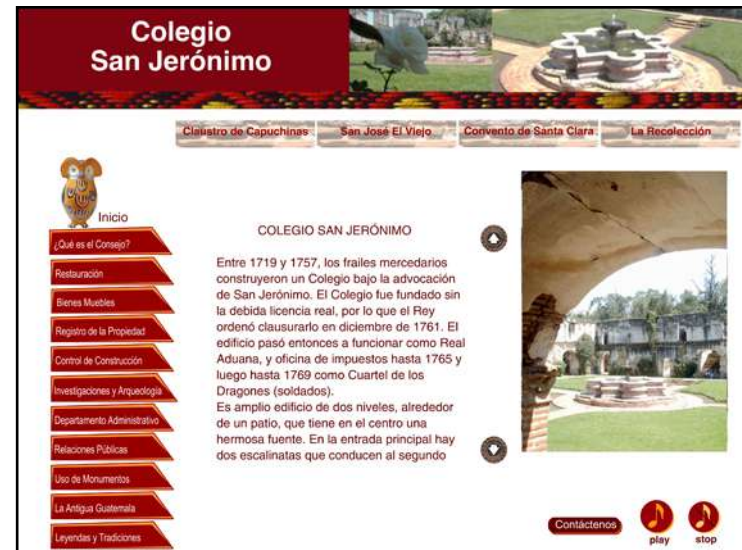 Colegio
San Jerónimo
Claustro de Capuchinas
San José El Viejo
Convento de Santa Clara
La Recolección
Inicio
¿Qué es el Consejo?
Restauración
Bienes Muebles
Registro de la Propiedad
Control de Construcción
Investigaciones y Arqueología
Departamento Administrativo
Relaciones Públicas
Uso de Monumentos
La Antigua Guatemala
Leyendas y Tradiciones
COLEGIO SAN JERÓNIMO
Entre 1719 y 1757, los frailes mercedarios
construyeron un Colegio bajo la advocación
de San Jerónimo. El Colegio fue fundado sin
la debida licencia real, por lo que el Rey
ordenó clausurarlo en diciembre de 1761. El
edificio pasó entonces a funcionar como Real
Aduana, y oficina de impuestos hasta 1765 y
luego hasta 1769 como Cuartel de los
Dragones (soldados).
Es amplio edificio de dos niveles, alrededor
de un patio, que tiene en el centro una
hermosa fuente. En la entrada principal hay
dos escalinatas que conducen al segundo
Contáctenos
play
stop